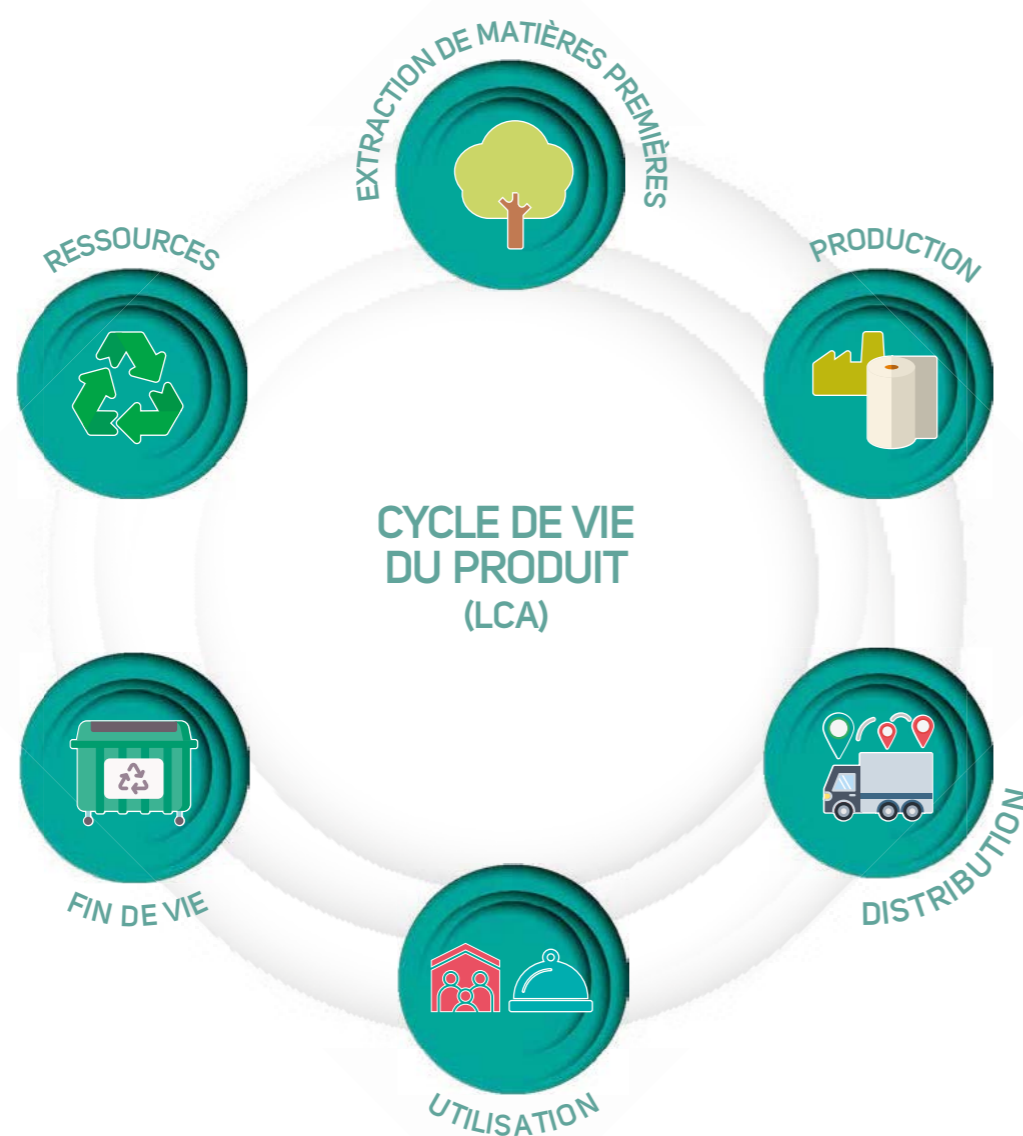 EXTRACTION DE MATIÈRES PREMIÈRES
RESSOURCES
PRODUCTION
CYCLE DE VIE
DU PRODUIT
(LCA)
DISTRIBUTION
FIN DE VIE
UTILISATION